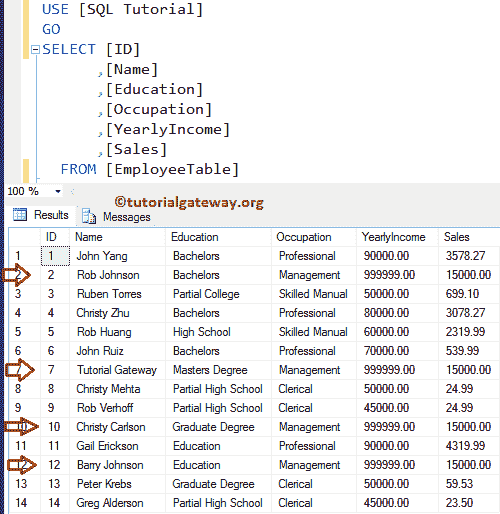 USE [SQL Tutorial]
GO
SELECT [ID]
,[Name]
,[Education]
,[Occupation]
,[YearlyIncome]
,[Sales]
FROM [EmployeeTable]
100 %
©tutorialgateway.org
Results Messages
ID Name Education Occupation YearlyIncome Sales
1 1 John Yang Bachelors Professional 90000.00 3578.27
2 2 Rob Johnson Bachelors Management 999999.00 15000.00
3 3 Ruben Torres Partial College Skilled Manual 50000.00 699.10
4 4 Christy Zhu Bachelors Professional 80000.00 3078.27
5 5 Rob Huang High School Skilled Manual 60000.00 2319.99
6 6 John Ruiz Bachelors Professional 70000.00 539.99
7 7 Tutorial Gateway Masters Degree Management 999999.00 15000.00
8 8 Christy Mehta Partial High School Clerical 50000.00 24.99
9 9 Rob Verhoff Partial High School Clerical 45000.00 24.99
10 10 Christy Carlson Graduate Degree Management 999999.00 15000.00
11 11 Gail Erickson Education Professional 90000.00 4319.99
12 12 Barry Johnson Education Management 999999.00 15000.00
13 13 Peter Krebs Graduate Degree Clerical 50000.00 59.53
14 14 Greg Alderson Partial High School Clerical 45000.00 23.50